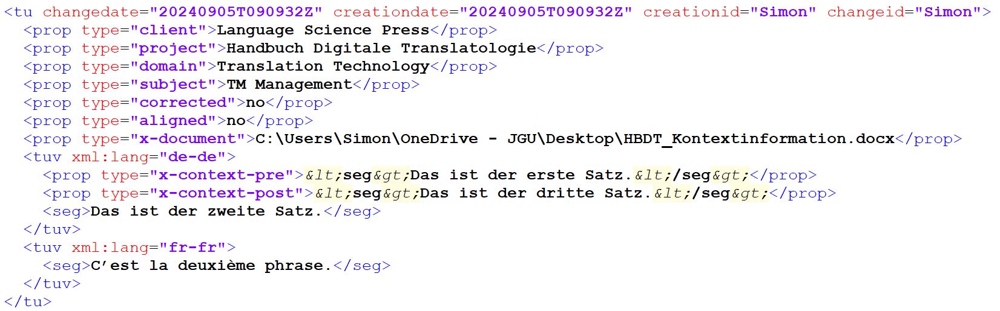 <tu changedate="20240905T090932Z" creationdate="20240905T090932Z" creationid="Simon" changeid="Simon">
<prop type="client">Language Science Press</prop>
<prop type="project">Handbuch Digitale Translatologie</prop>
<prop type="domain">Translation Technology</prop>
<prop type="subject">TM Management</prop>
<prop type="corrected">no</prop>
<prop type="aligned">no</prop>
<prop type="x-document">C:\Users\Simon\OneDrive - JGU\Desktop\HBDT_Kontextinformation.docx</prop>
<tuv xml:lang="de-de">
<prop type="x-context-pre">&lt;seg&gt;Das ist der erste Satz.&lt;/seg&gt;</prop>
<prop type="x-context-post">&lt;seg&gt;Das ist der dritte Satz.&lt;/seg&gt;</prop>
<seg>Das ist der zweite Satz.</seg>
</tuv>
<tuv xml:lang="fr-fr">
<seg>C’est la deuxième phrase.</seg>
</tuv>
</tu>